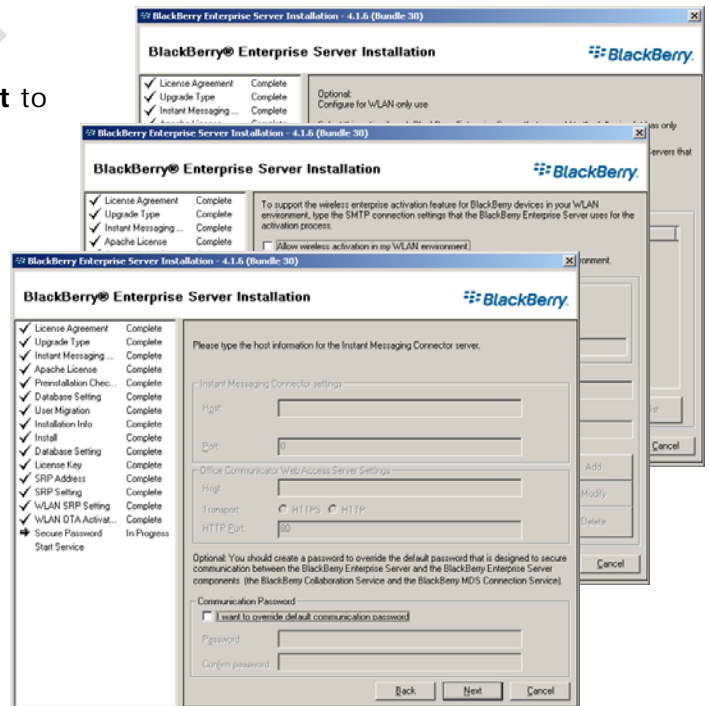 t to
BlackBerry Enterprise Server Installation - 4.1.6 (Bundle 30)
BlackBerry® Enterprise Server Installation
BlackBerry.
License Agreement Complete
Upgrade Type Complete
Instant Messaging ... Complete
Optional:
Configure for WLAN-only use
has only
Servers that
Cancel
BlackBerry Enterprise Server Installation - 4.1.6 (Bundle 30)
BlackBerry® Enterprise Server Installation
BlackBerry.
License Agreement Complete
Upgrade Type Complete
Instant Messaging ... Complete
Apache License Complete
To support the wireless enterprise activation feature for BlackBerry devices in your WLAN
environment, type the SMTP connection settings that the BlackBerry Enterprise Server uses for the
activation process.
Allow wireless activation in my WLAN environment.
ronment.
Add
Modify
Delete
Cancel
BlackBerry Enterprise Server Installation - 4.1.6 (Bundle 30)
BlackBerry® Enterprise Server Installation
BlackBerry.
License Agreement Complete
Upgrade Type Complete
Instant Messaging ... Complete
Apache License Complete
Preinstallation Chec... Complete
Database Setting Complete
User Migration Complete
Installation Info Complete
Install Complete
Database Setting Complete
License Key Complete
SRP Address Complete
SRP Setting Complete
WLAN SRP Setting Complete
WLAN OTA Activat... Complete
Secure Password In Progress
Start Service
Please type the host information for the Instant Messaging Connector server.
Instant Messaging Connector settings
Host:
Port: 0
Office Communicator Web Access Server Settings
Host:
Transport HTTPS HTTP
HTTP Port: 80
Optional: You should create a password to override the default password that is designed to secure
communication between the BlackBerry Enterprise Server and the BlackBerry Enterprise Server
components (the BlackBerry Collaboration Service and the BlackBerry MDS Connection Service).
Communication Password
I want to override default communication password
Password
Confirm password
Back Next Cancel